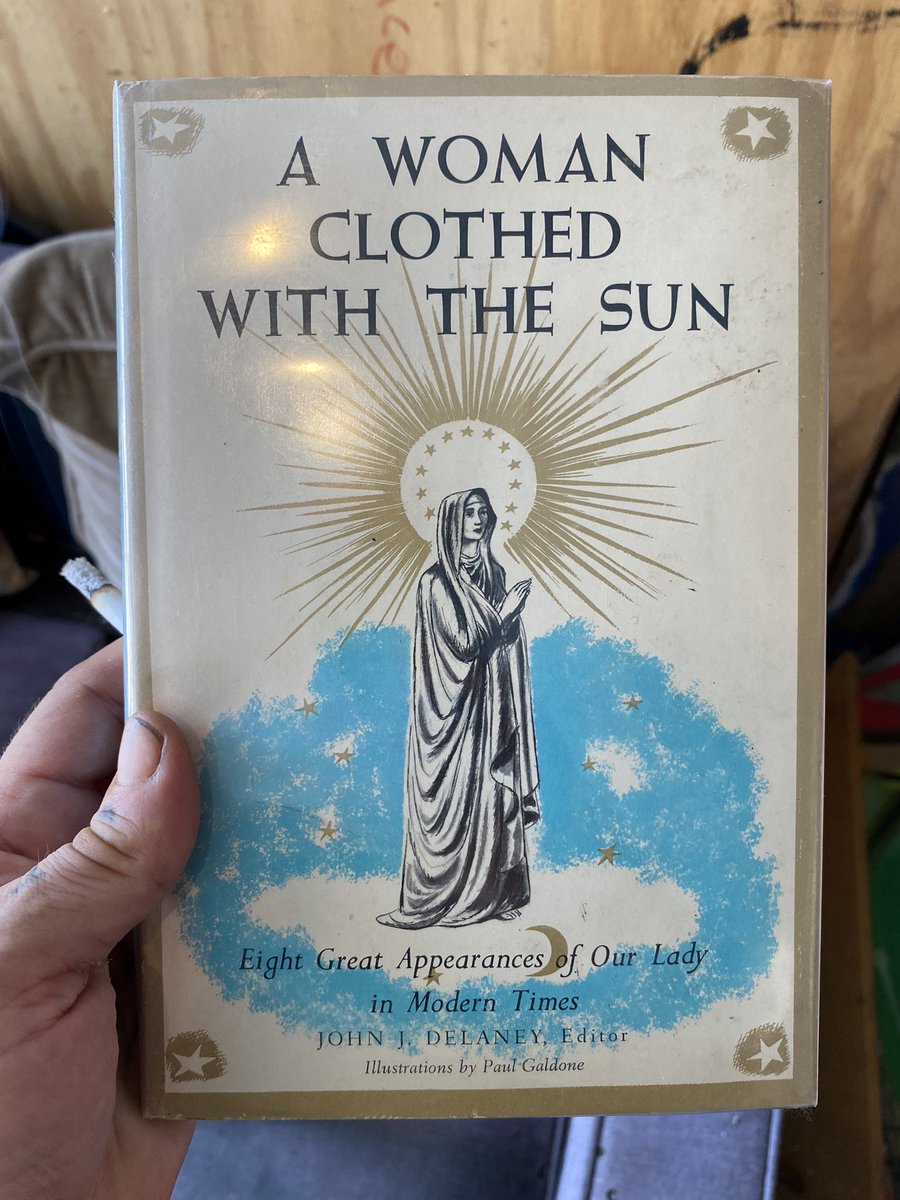 A WOMAN
CLOTHED
WITH THE SUN
Eight Great Appearances of Our Lady
in Modern Times
JOHN J. DELANEY, Editor
Illustrations by Paul Galdone